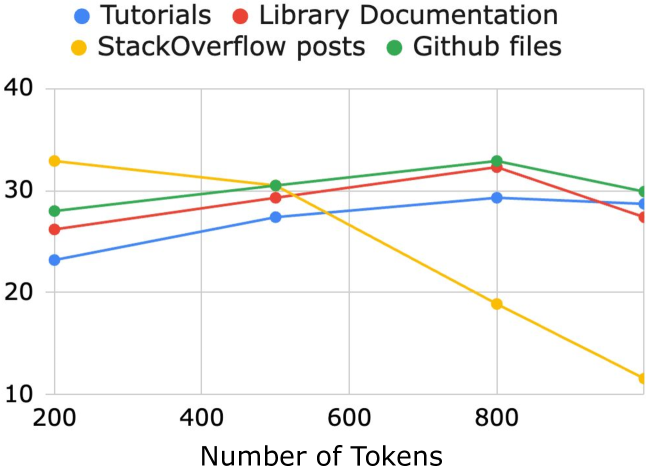 Tutorials Library Documentation
StackOverflow posts Github files
40
30
20
10
200 400 600 800
Number of Tokens